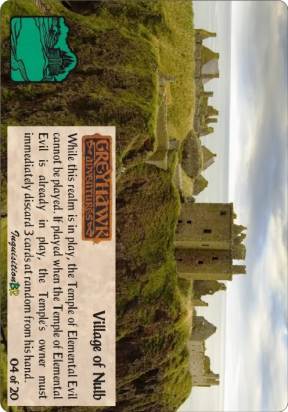 Village of Nulb
GREYHAWK
ADVENTURES
While this realm is in play, the Temple of Elemental Evil
cannot be played. If played when the Temple of Elemental
Evil is already in play, the Temple's owner must
immediately discard 3 cards at random from his hand.
InquisitionBR
04 of 20